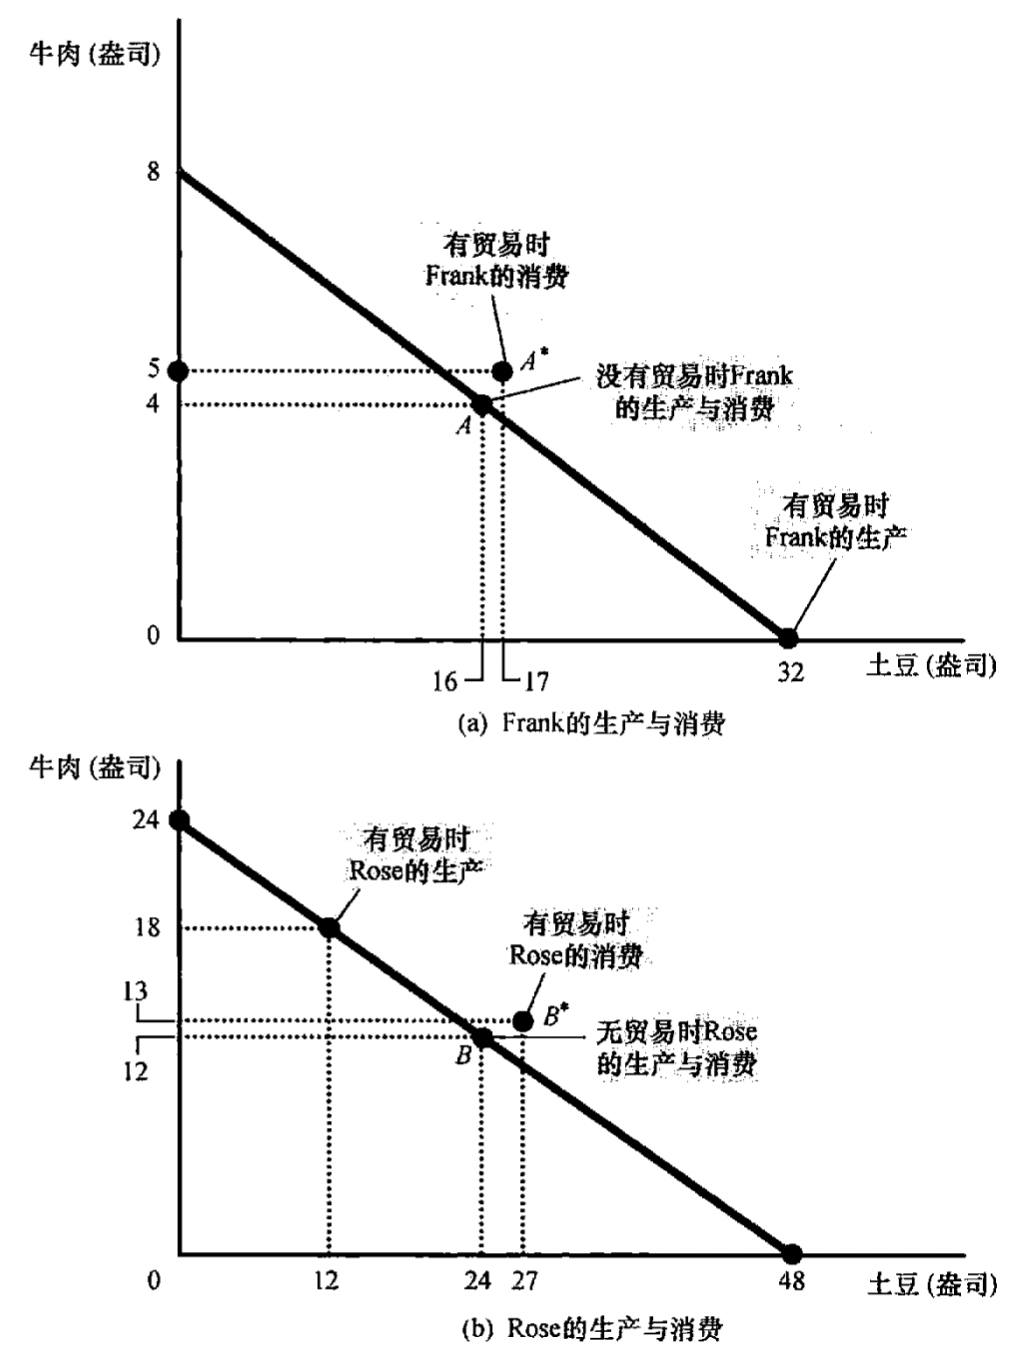 牛肉 (盎司)
8
有贸易时
Frank的消费
5
A*
没有贸易时Frank
的生产与消费
4
A
有贸易时
Frank的生产
0
16
17
32
土豆 (盎司)
(a) Frank的生产与消费
牛肉 (盎司)
24
有贸易时
Rose的生产
18
有贸易时
Rose的消费
13
B*
无贸易时Rose
的生产与消费
12
B
0
12
24
27
48
土豆 (盎司)
(b) Rose的生产与消费